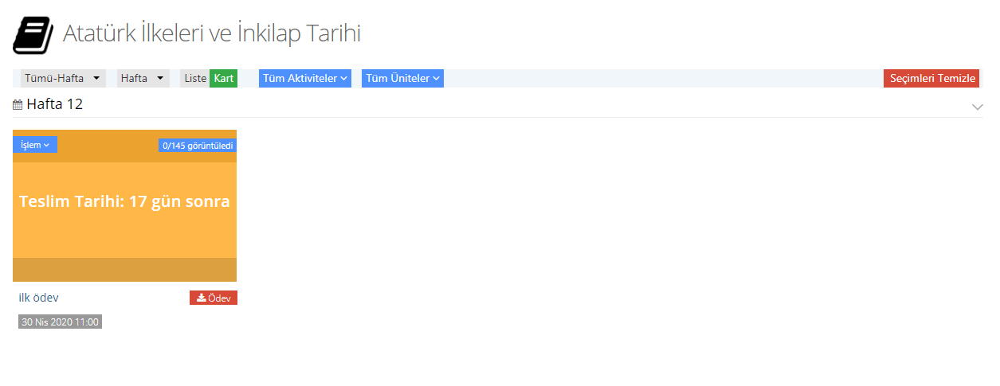 Atatürk İlkeleri ve İnkilap Tarihi
Tümü-Hafta Hafta Liste Kart Tüm Aktiviteler Tüm Üniteler Seçimleri Temizle
Hafta 12
İşlem 0/145 görüntüledi
Teslim Tarihi: 17 gün sonra
ilk ödev Ödev
30 Nis 2020 11:00